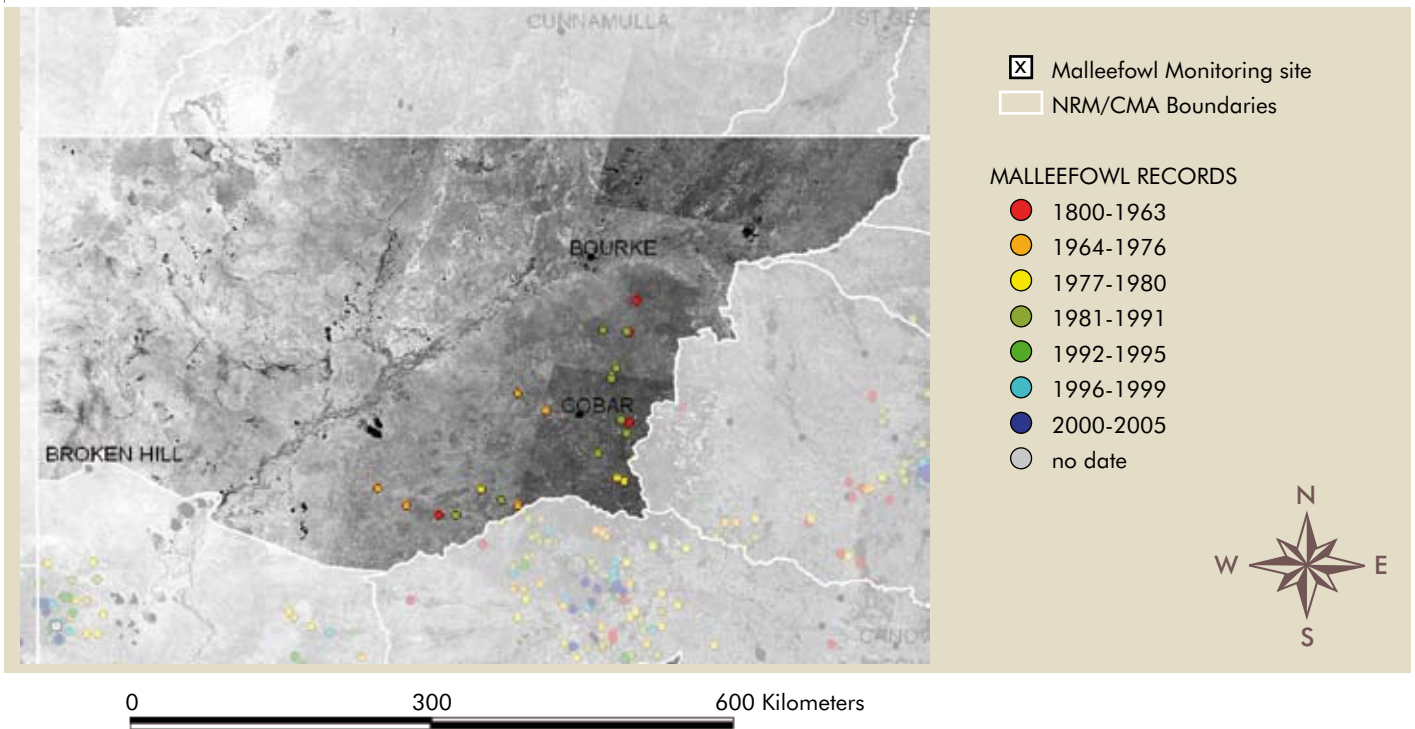 CUNNAMULLA
BOURKE
COBAR
BROKEN HILL
x Malleefowl Monitoring site
NRM/CMA Boundaries
MALLEEFOWL RECORDS
1800-1963
1964-1976
1977-1980
1981-1991
1992-1995
1996-1999
2000-2005
no date
N
W E
S
0 300 600 Kilometers